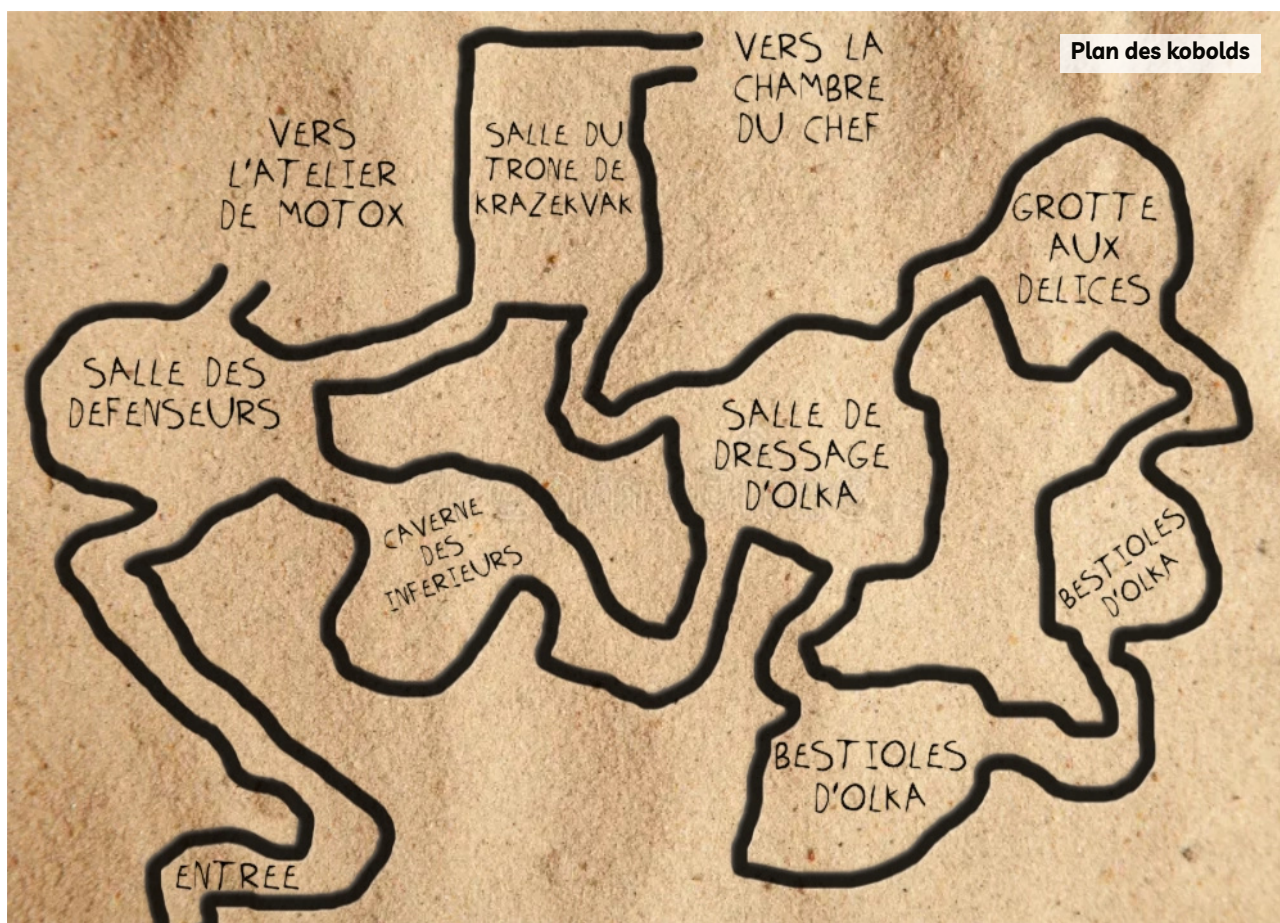 Plan des kobolds
VERS LA
CHAMBRE
DU CHEF
VERS
L'ATELIER
DE MOTOX
SALLE DU
TRONE DE
KRAZEKVAK
GROTTE
AUX
DELICES
SALLE DES
DEFENSEURS
SALLE DE
DRESSAGE
D'OLKA
CAVERNE
DES
INFERIEURS
BESTIOLES
D'OLKA
BESTIOLES
D'OLKA
ENTREE